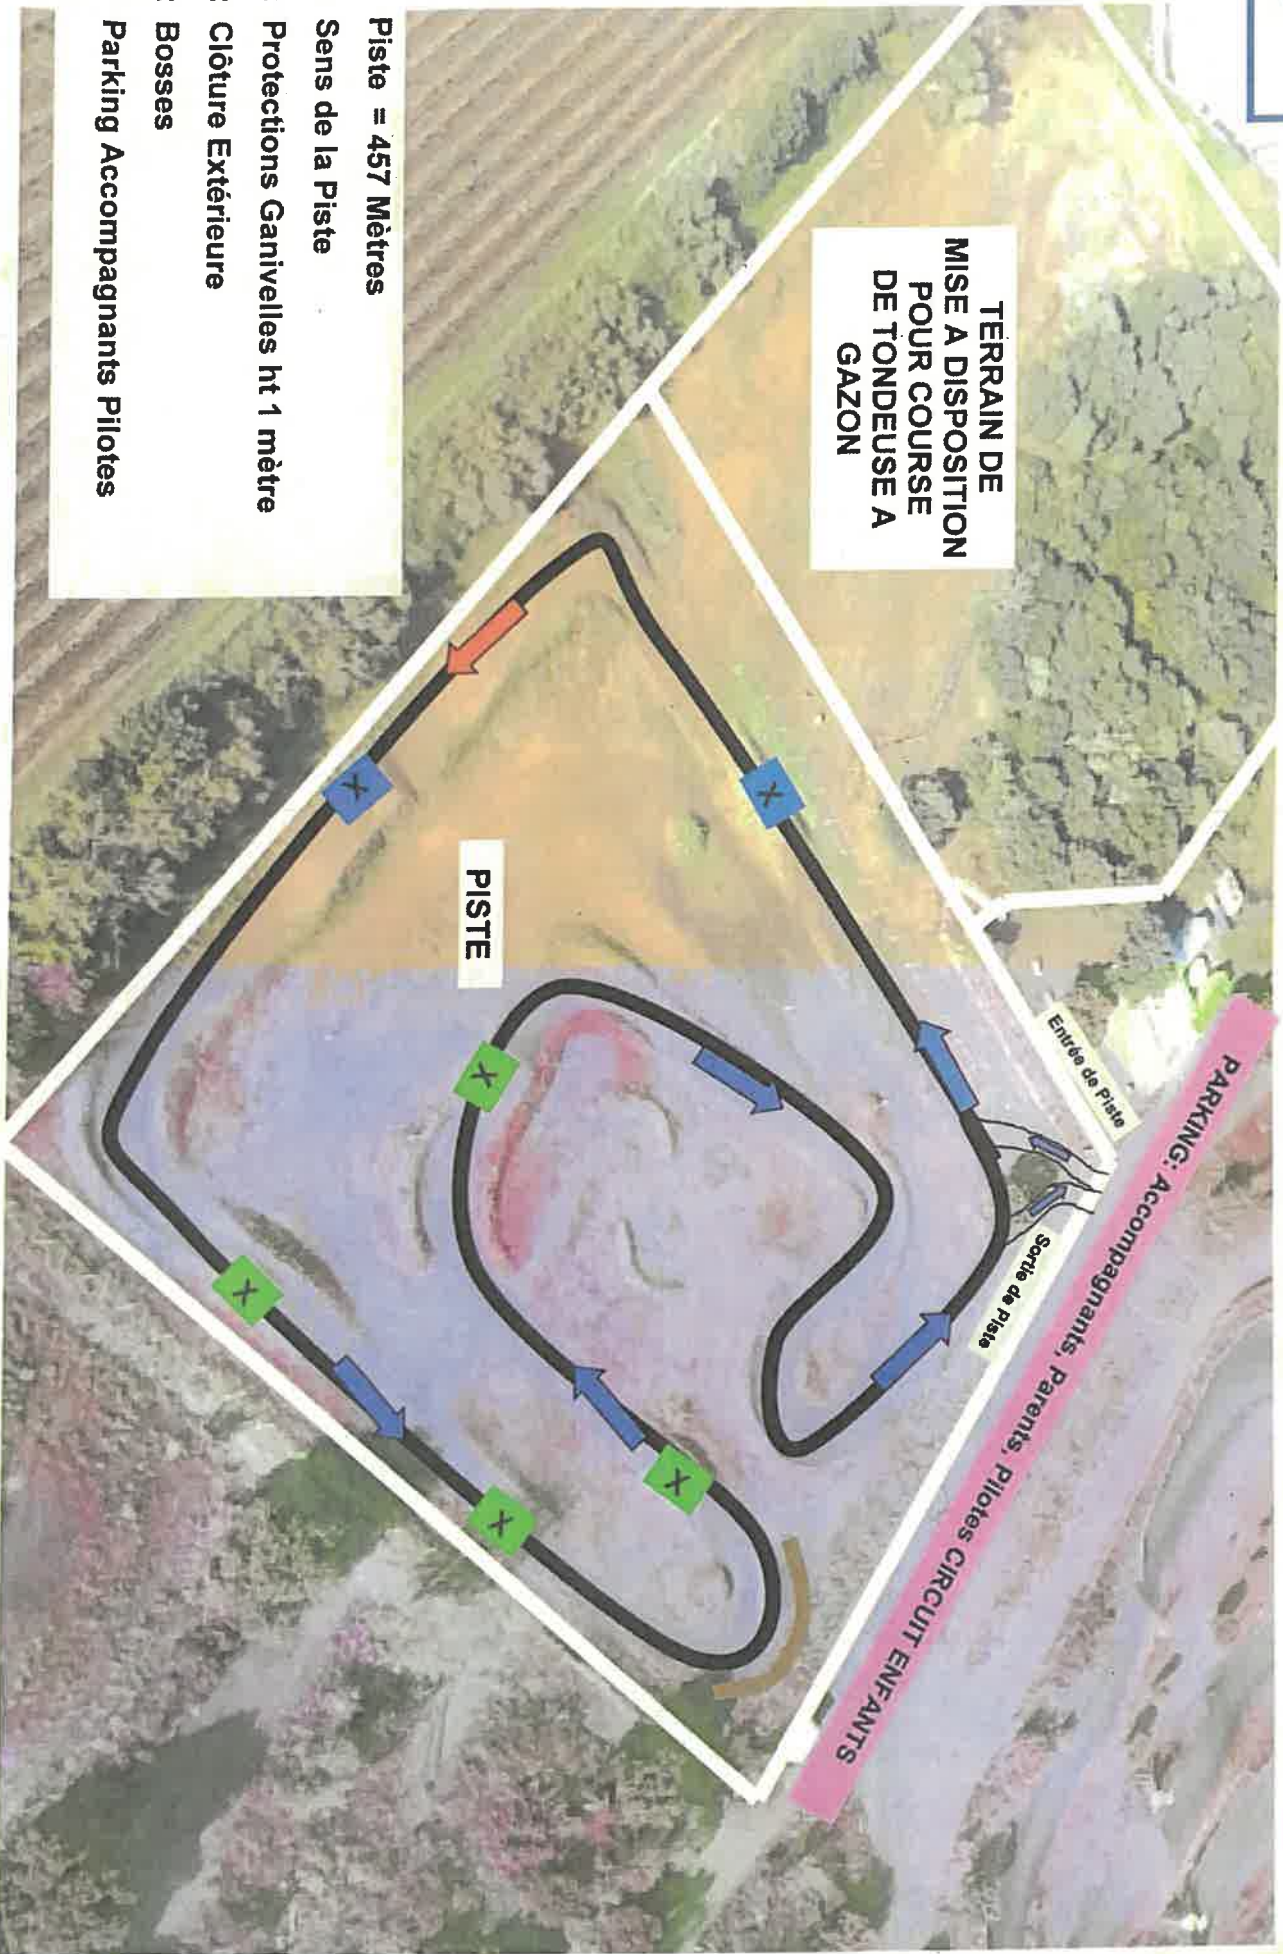 TERRAIN DE
MISE A DISPOSITION
POUR COURSE
DE TONDEUSE A
GAZON
Entrée de Piste
Sortie de Piste
PARKING: Accompagnants, Parents, Pilotes CIRCUIT ENFANTS
PISTE
X
X
X
X
X
X
Piste = 457 Mètres
Sens de la Piste
Protections Ganivelles ht 1 mètre
: Clôture Extérieure
: Bosses
Parking Accompagnants Pilotes